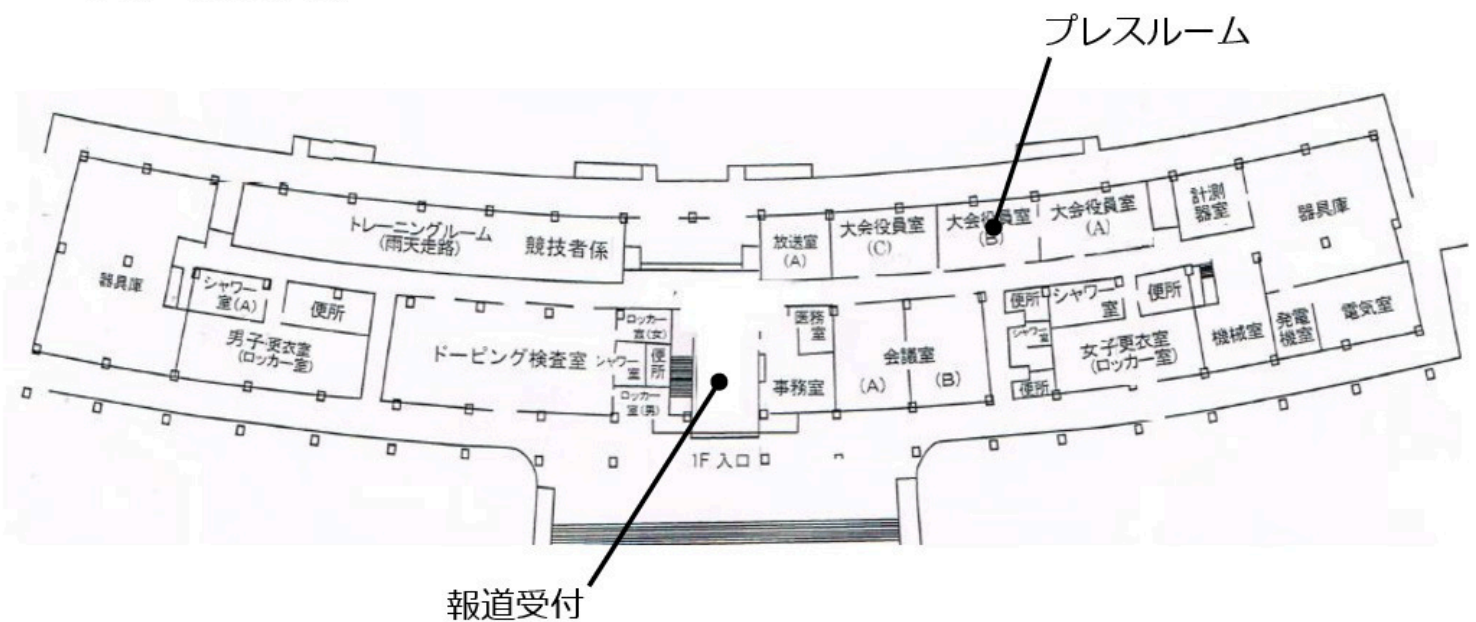 プレスルーム
トレーニングルーム
(雨天走路)
競技者係
放送室
(A)
大会役員室
(C)
大会役員室
(B)
大会役員室
(A)
計測
器室
器具庫
器具庫
シャワー
室(A)
便所
男子更衣室
(ロッカー室)
ドーピング検査室
ロッカー
室(女)
シャワー
室
便
所
ロッカー
室(男)
医務
室
事務室
会議室
(A)
(B)
便所
シャワー
室
便所
シャワー
室
便所
女子更衣室
(ロッカー室)
機械室
発電
機室
電気室
1F 入口
報道受付